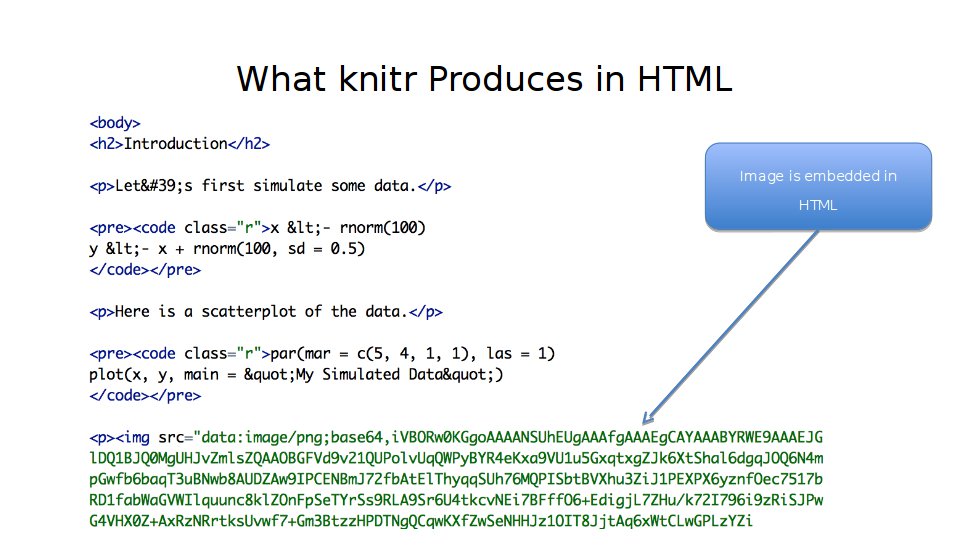 What knitr Produces in HTML
<body>
<h2>Introduction</h2>
<p>Let&#39;s first simulate some data.</p>
<pre><code class="r">x &lt;- rnorm(100)
y &lt;- x + rnorm(100, sd = 0.5)
</code></pre>
<p>Here is a scatterplot of the data.</p>
<pre><code class="r">par(mar = c(5, 4, 1, 1), las = 1)
plot(x, y, main = &quot;My Simulated Data&quot;)
</code></pre>
<p><img src="data:image/png;base64,iVBORw0KGgoAAAANSUhEUgAAAfgAAAEgCAYAAABYRWE9AAAEJG
lDQ1BJQ0MgUHJvZmlsZQAAOBGFVd9v21QUPolvUqQWPyBYR4eKxa9VU1u5GxqtxgZJk6XtShal6dgqJOQ6N4m
pGwfb6baqT3uBNwb8AUDZAw9IPCENBmJ72fbAtElThyqqSUh76MQPISbtBVXhu3ZiJ1PEXPX6yznfOec7517b
RD1fabWaGVWIlquunc8klZOnFpSeTYrSs9RLA9Sr6U4tkcvNEi7BFffO6+EdigjL7ZHu/k72I796i9zRiSJPw
G4VHX0Z+AxRzNRrtksUvwf7+Gm3BtzzHPDTNgQCqwKXfZwSeNHHJz1OIT8JjtAq6xWtCLwGPLzYZi
Image is embedded in
HTML